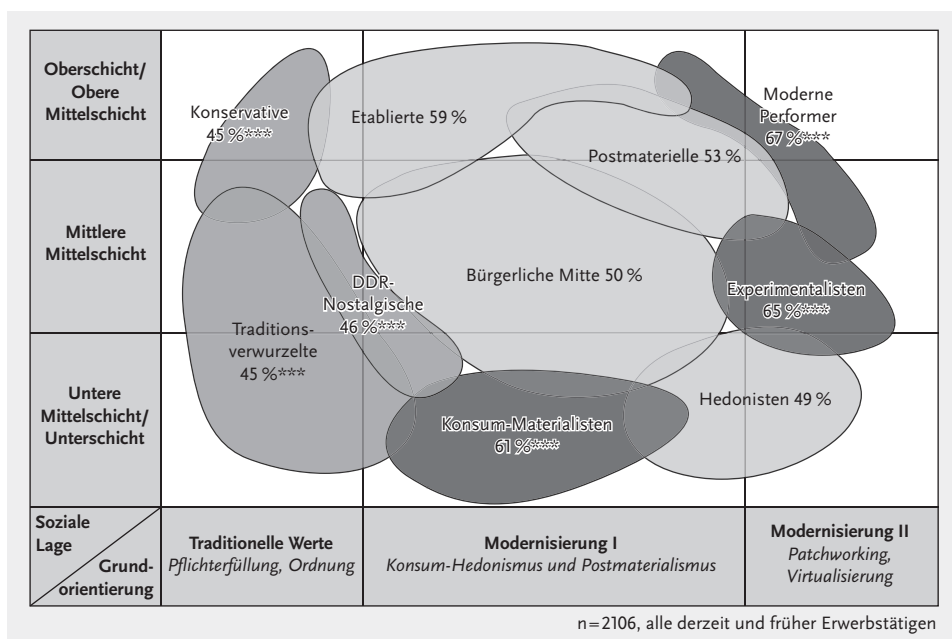 Oberschicht/
Obere
Mittelschicht
Konservative
45 %***
Etablierte 59 %
Postmaterielle 53 %
Moderne
Performer
67 %***
Mittlere
Mittelschicht
Bürgerliche Mitte 50 %
DDR-
Nostalgische
46 %***
Experimentalisten
65 %***
Traditions-
verwurzelte
45 %***
Untere
Mittelschicht/
Unterschicht
Konsum-Materialisten
61 %***
Hedonisten 49 %
Soziale
Lage
Grund-
orientierung
Traditionelle Werte
Pflichterfüllung, Ordnung
Modernisierung I
Konsum-Hedonismus und Postmaterialismus
Modernisierung II
Patchworking,
Virtualisierung
n=2106, alle derzeit und früher Erwerbstätigen